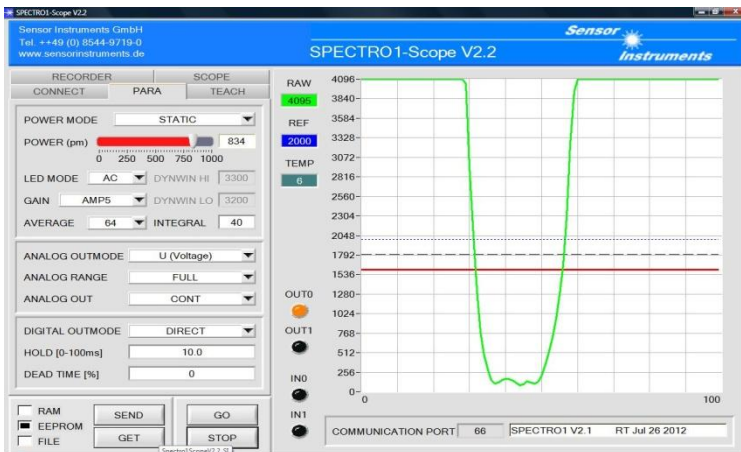 SPECTRO1-Scope V2.2
Sensor Instruments GmbH
Tel. ++49 (0) 8544-9719-0
www.sensorinstruments.de
SPECTRO1-Scope V2.2
Sensor
Instruments
RECORDER SCOPE
CONNECT PARA TEACH
POWER MODE STATIC
POWER (pm) 834
0 250 500 750 1000
LED MODE AC DYNWIN HI 3300
GAIN AMP5 DYNWIN LO 3200
AVERAGE 64 INTEGRAL 40
ANALOG OUTMODE U (Voltage)
ANALOG RANGE FULL
ANALOG OUT CONT
DIGITAL OUTMODE DIRECT
HOLD [0-100ms] 10.0
DEAD TIME [%] 0
RAM
EEPROM
FILE
SEND GO
GET STOP
RAW
4095
REF
2000
TEMP
6
OUT0
OUT1
IN0
IN1
4096
3840
3584
3328
3072
2816
2560
2304
2048
1792
1536
1280
1024
768
512
256
0
0 100
COMMUNICATION PORT 66 SPECTRO1 V2.1 RT Jul 26 2012